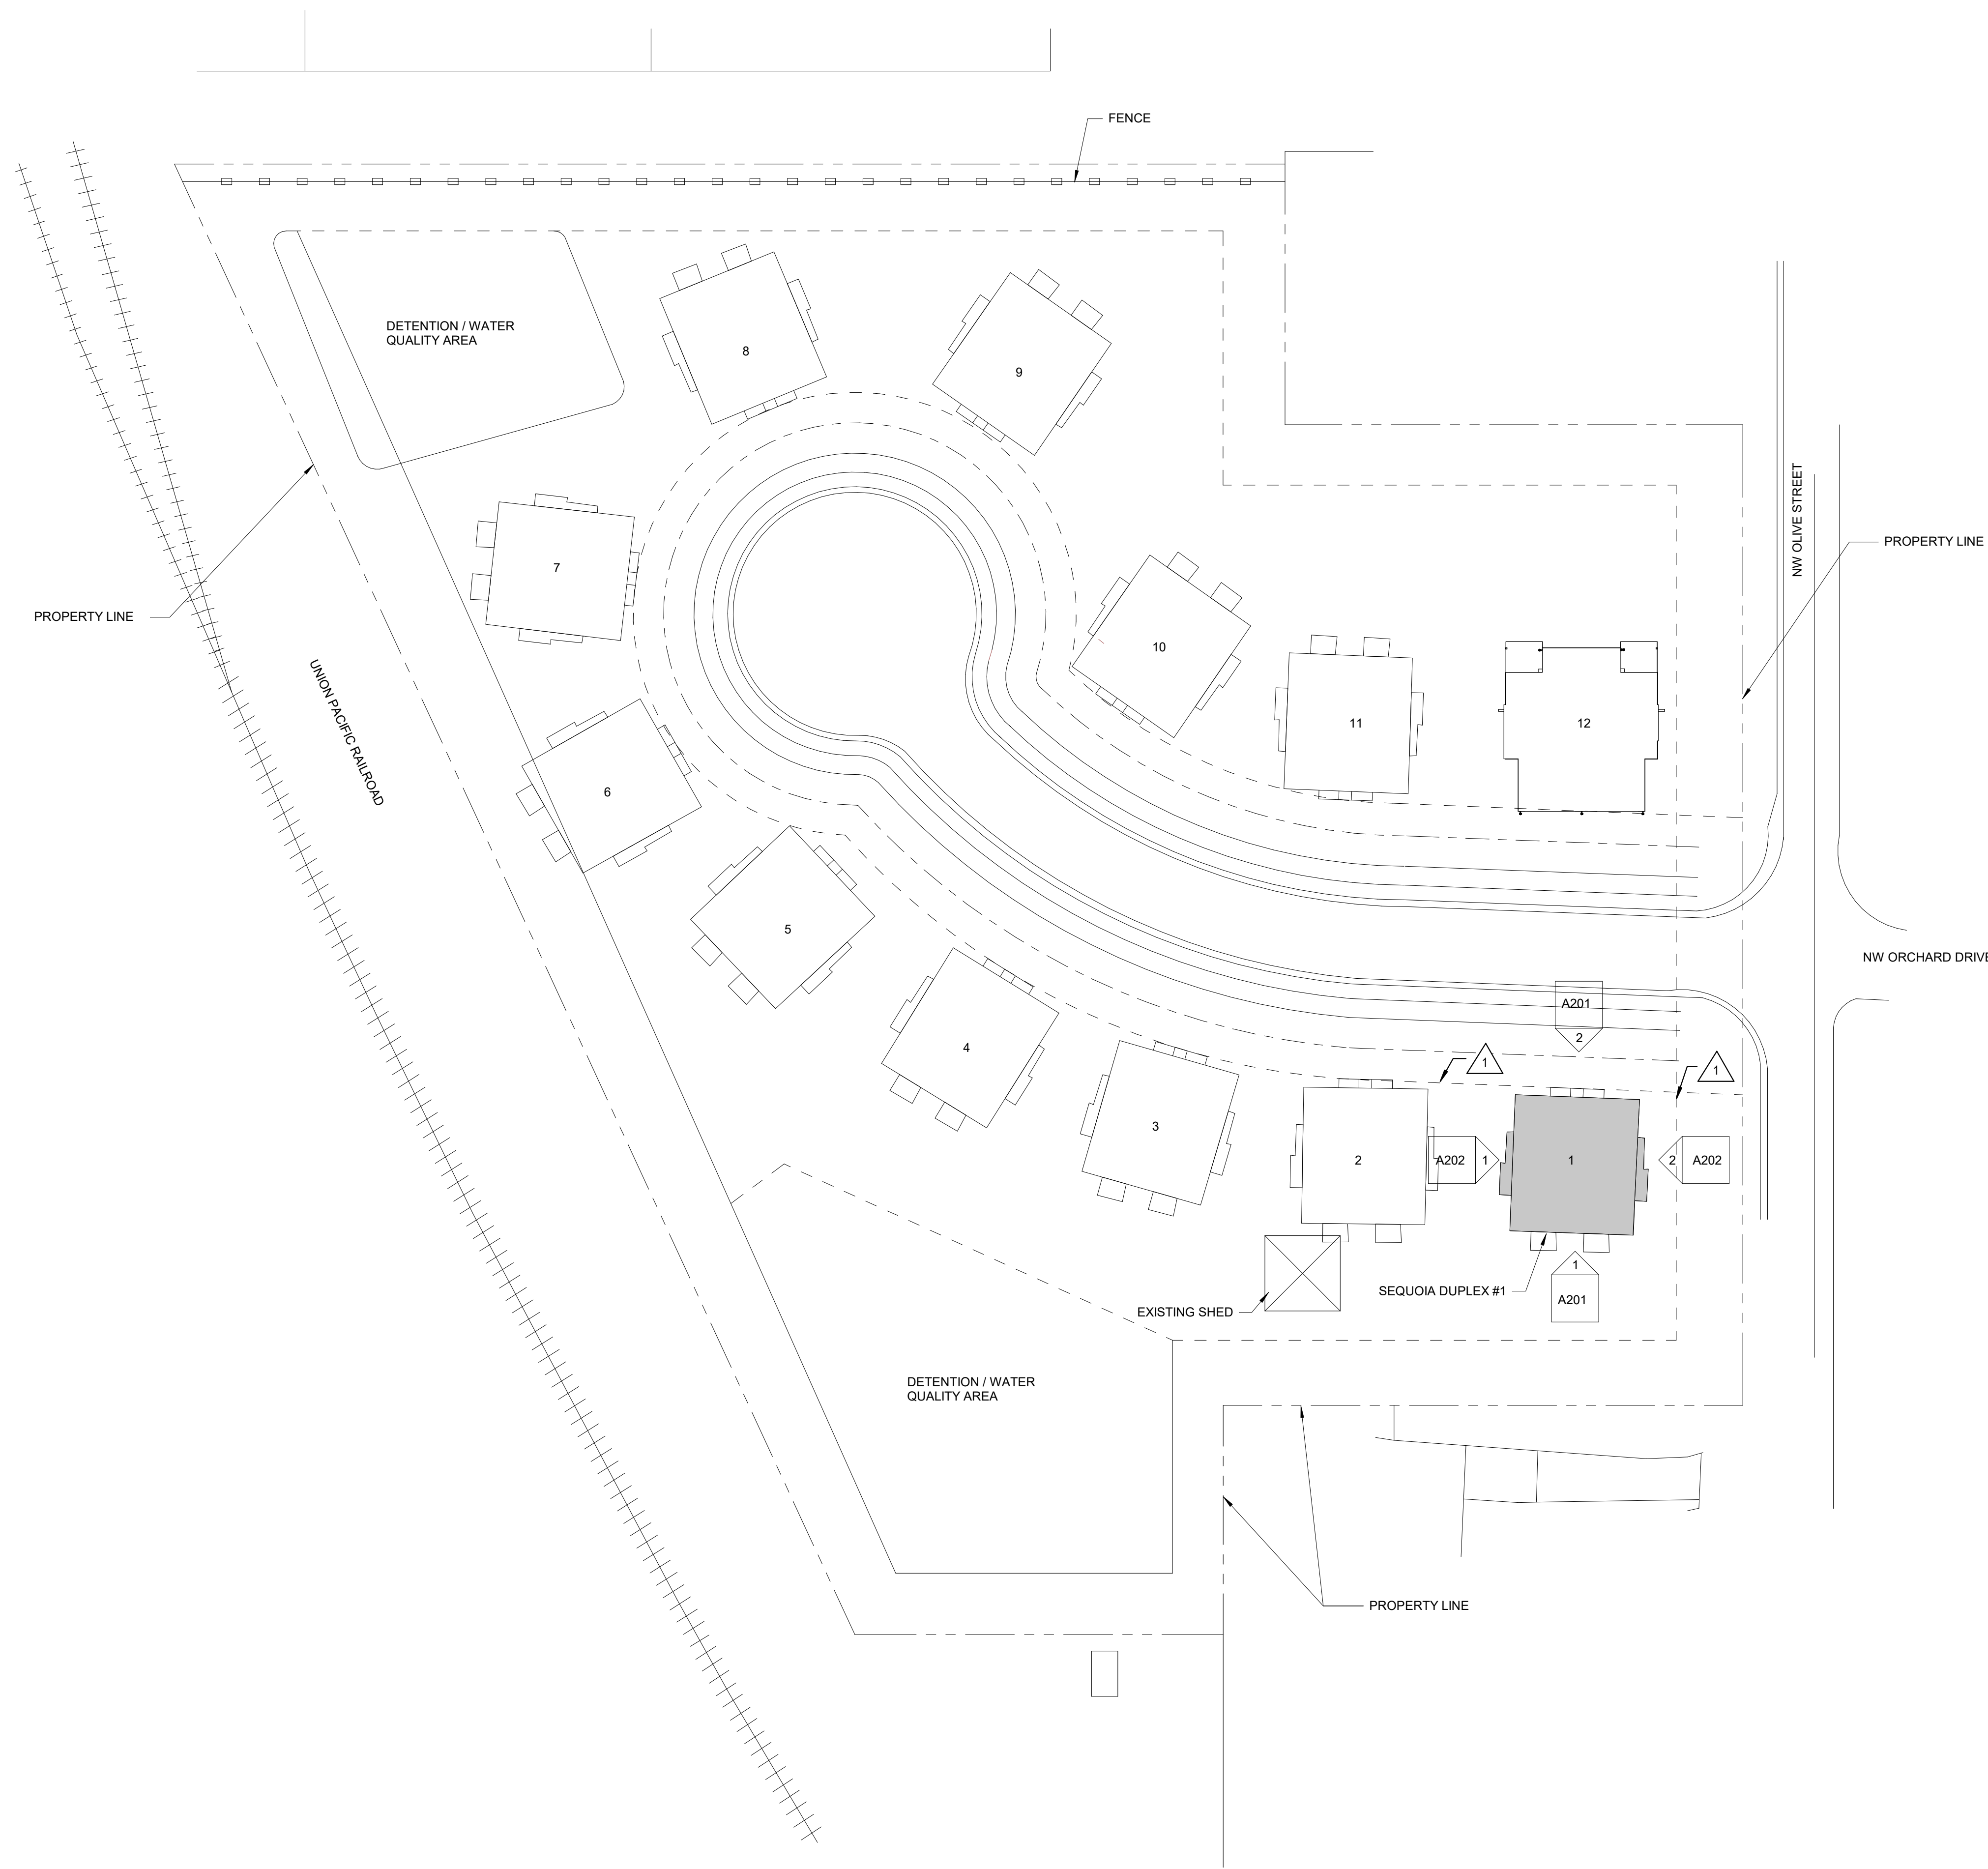 FENCE
DETENTION / WATER
QUALITY AREA
8
9
NW OLIVE STREET
PROPERTY LINE
7
PROPERTY LINE
10
UNION PACIFIC RAILROAD
11
12
6
5
NW ORCHARD DRIVE
A201
2
4
1
1
3
2
A202
1
1
2
A202
1
A201
SEQUOIA DUPLEX #1
EXISTING SHED
DETENTION / WATER
QUALITY AREA
PROPERTY LINE